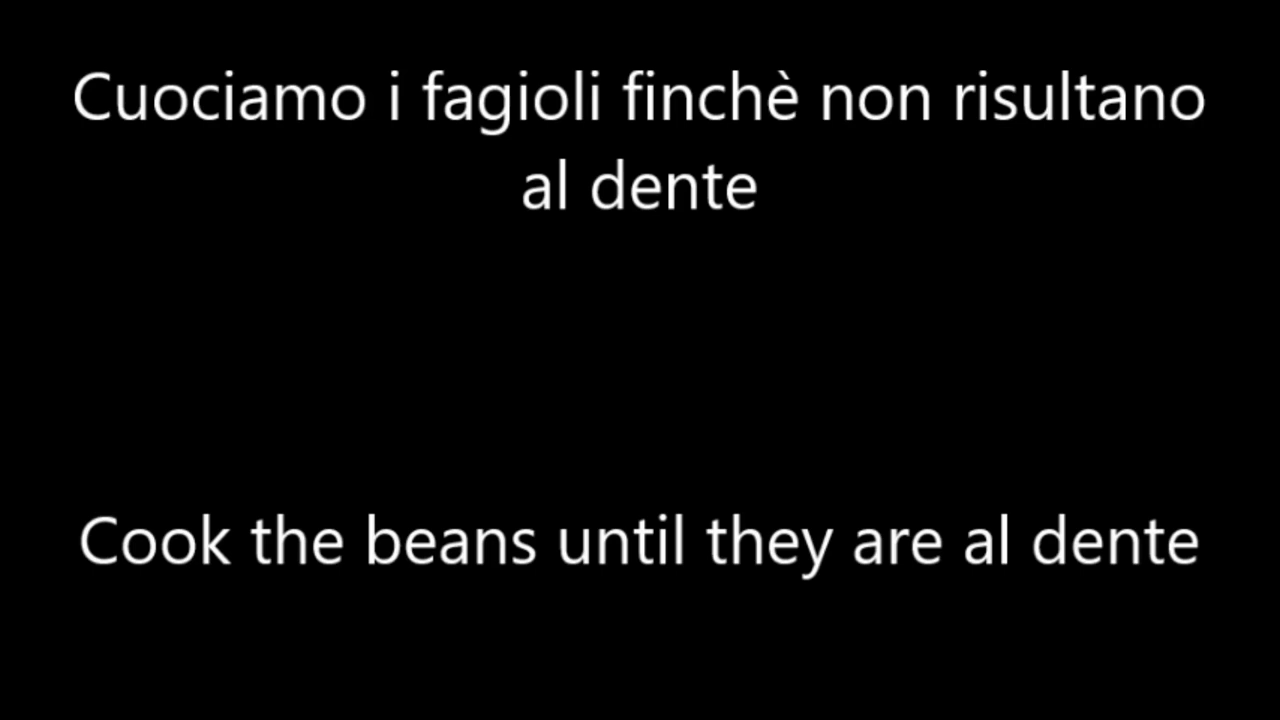 Cuociamo i fagioli finchè non risultano
al dente
Cook the beans until they are al dente